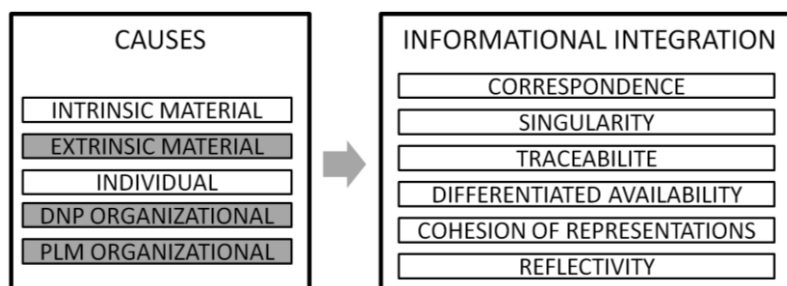 CAUSES
INTRINSIC MATERIAL
EXTRINSIC MATERIAL
INDIVIDUAL
DNP ORGANIZATIONAL
PLM ORGANIZATIONAL
INFORMATIONAL INTEGRATION
CORRESPONDENCE
SINGULARITY
TRACEABILITE
DIFFERENTIATED AVAILABILITY
COHESION OF REPRESENTATIONS
REFLECTIVITY